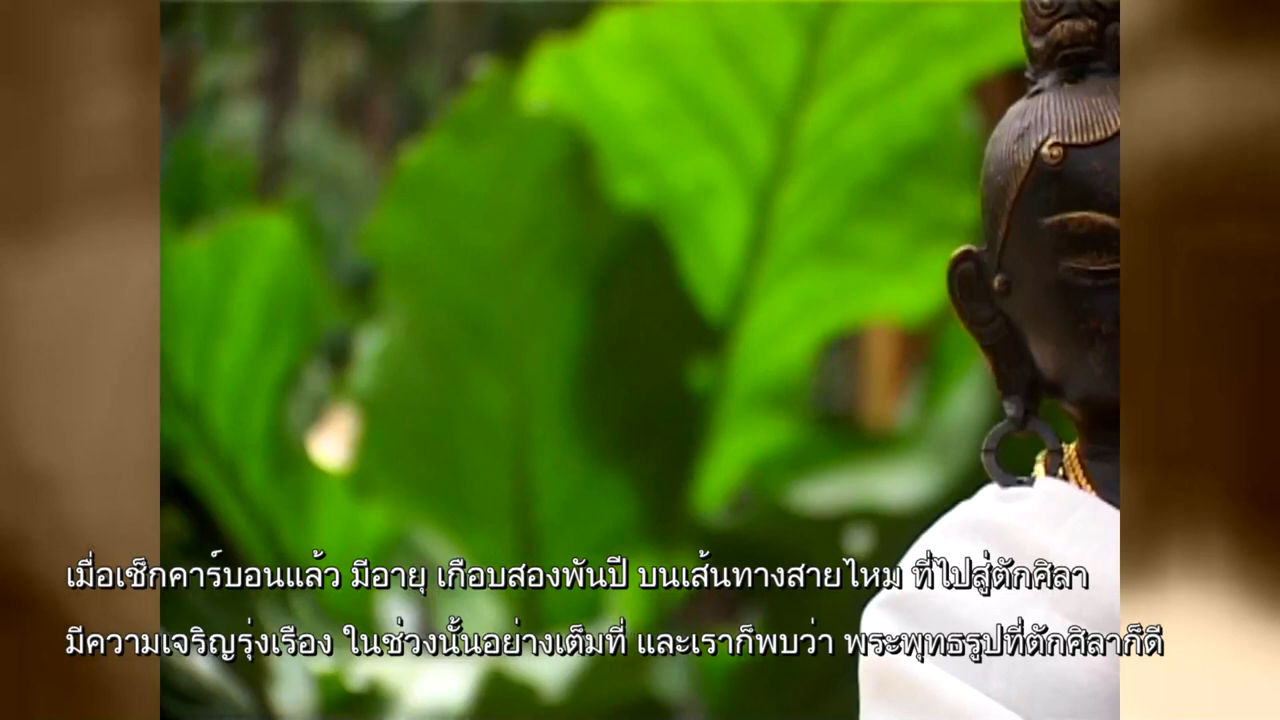 เมื่อเช็กคาร์บอนแล้ว มีอายุ เกือบสองพันปี บนเส้นทางสายไหม ที่ไปสู่ตักศิลา
มีความเจริญรุ่งเรือง ในช่วงนั้นอย่างเต็มที่ และเราก็พบว่า พระพุทธรูปที่ตักศิลาก็ดี